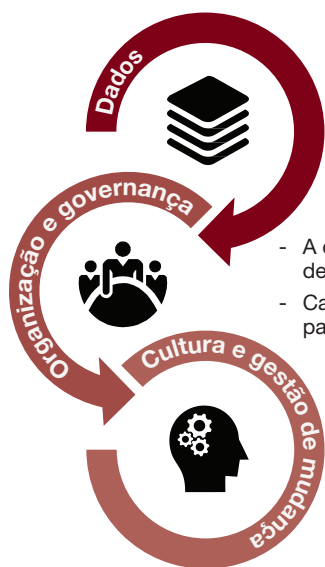 Dados
Organização e governança
- A
de
- Ca
pa
Cultura e gestão de mudança